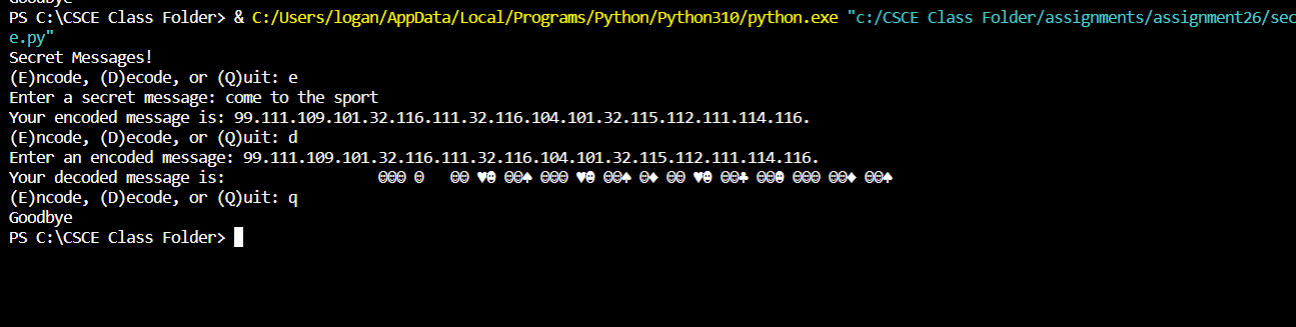 Goodbye
PS C:\CSCE Class Folder> & C:/Users/logan/AppData/Local/Programs/Python/Python310/python.exe "c:/CSCE Class Folder/assignments/assignment26/sec
e.py"
Secret Messages!
(E)ncode, (D)ecode, or (Q)uit: e
Enter a secret message: come to the sport
Your encoded message is: 99.111.109.101.32.116.111.32.116.104.101.32.115.112.111.114.116.
(E)ncode, (D)ecode, or (Q)uit: d
Enter an encoded message: 99.111.109.101.32.116.111.32.116.104.101.32.115.112.111.114.116.
Your decoded message is:
(E)ncode, (D)ecode, or (Q)uit: q
Goodbye
PS C:\CSCE Class Folder>